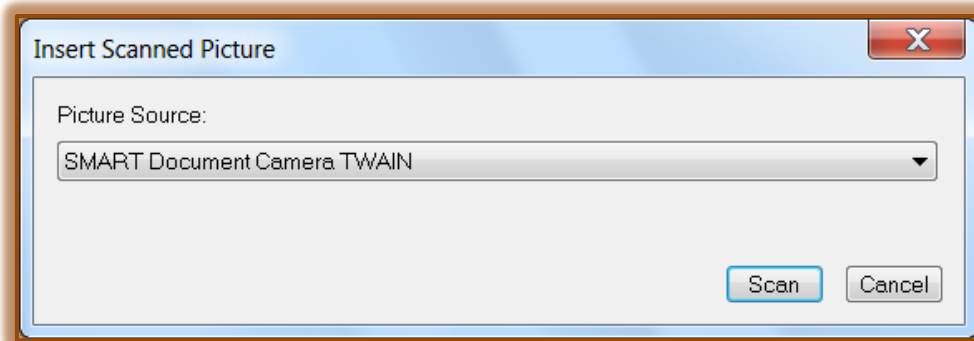 Insert Scanned Picture
Picture Source:
SMART Document Camera TWAIN
Scan Cancel